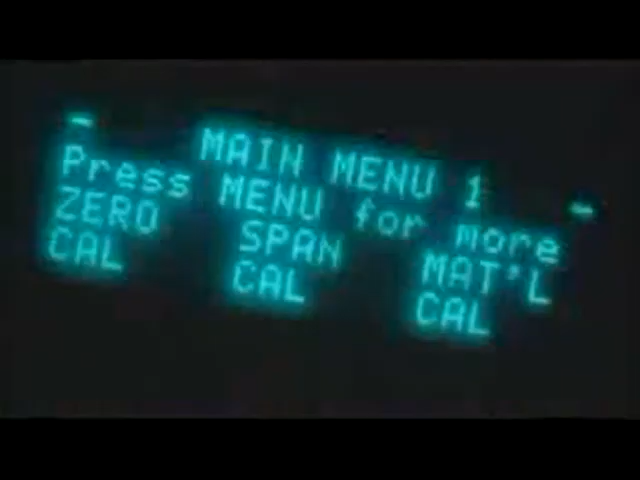 - MAIN MENU 1 -
Press MENU for more
ZERO SPAN MAT'L
CAL CAL CAL